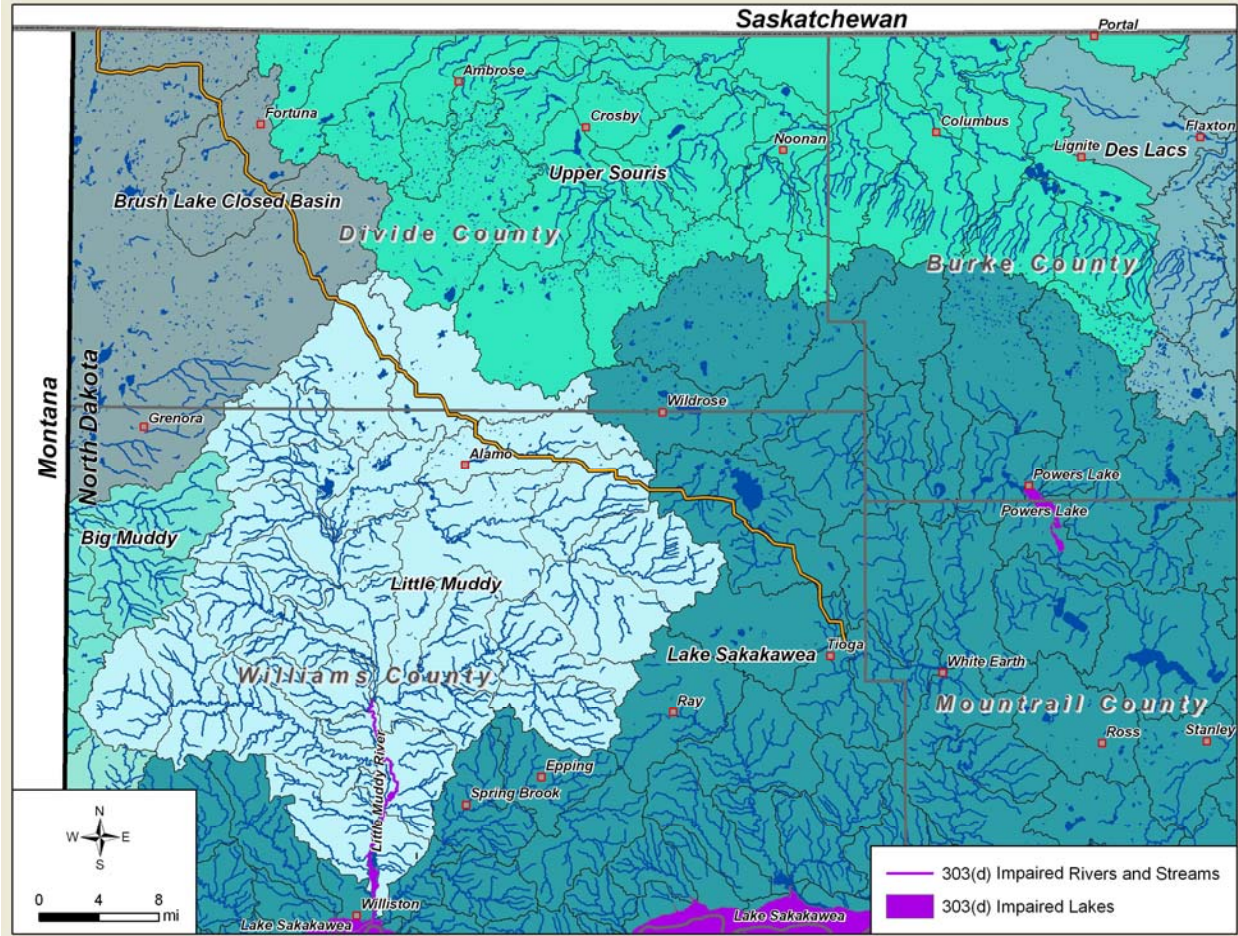 Saskatchewan
Portal
Ambrose
Fortuna
Crosby
Columbus
Flaxton
Noonan
Lignite
Des Lacs
Upper Souris
Brush Lake Closed Basin
Divide County
Burke County
Montana
North Dakota
Grenora
Wildrose
Alamo
Powers Lake
Powers Lake
Big Muddy
Little Muddy
Tioga
Lake Sakakawea
White Earth
Williams County
Ray
Mountrail County
Ross
Stanley
Little Muddy River
Epping
Spring Brook
N
W
E
S
0
4
8
mi
Williston
Lake Sakakawea
Lake Sakakawea
303(d) Impaired Rivers and Streams
303(d) Impaired Lakes